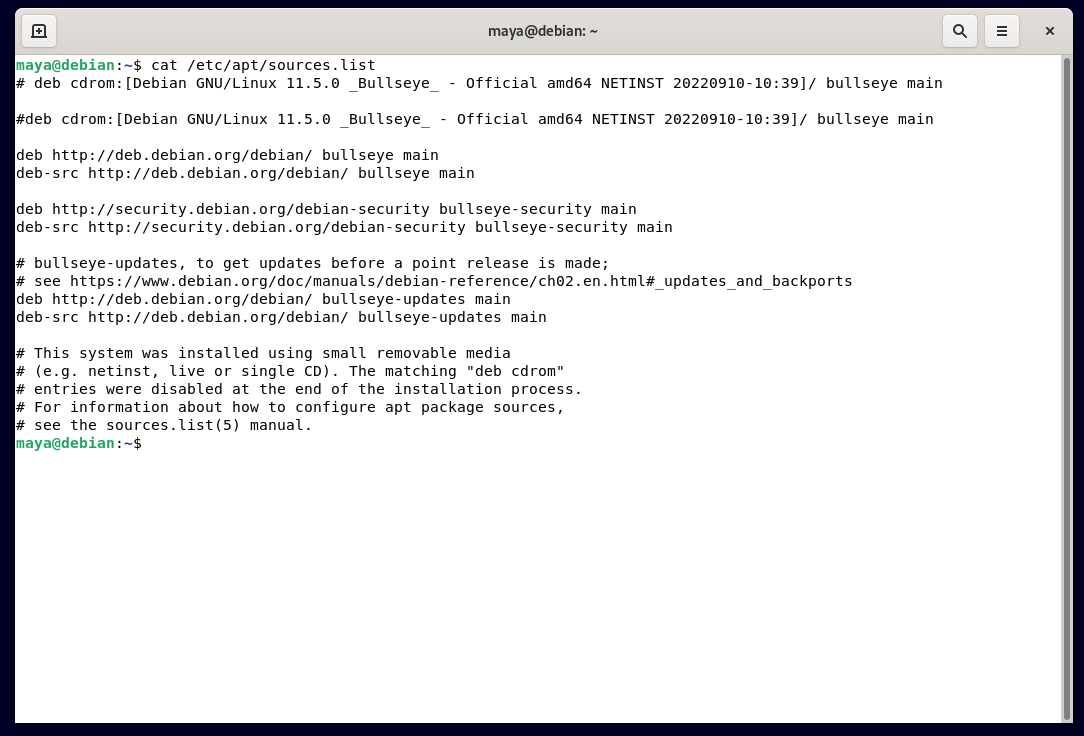 maya@debian: ~
maya@debian:~$ cat /etc/apt/sources.list
# deb cdrom:[Debian GNU/Linux 11.5.0 _Bullseye_ - Official amd64 NETINST 20220910-10:39]/ bullseye main
#deb cdrom:[Debian GNU/Linux 11.5.0 _Bullseye_ - Official amd64 NETINST 20220910-10:39]/ bullseye main
deb http://deb.debian.org/debian/ bullseye main
deb-src http://deb.debian.org/debian/ bullseye main
deb http://security.debian.org/debian-security bullseye-security main
deb-src http://security.debian.org/debian-security bullseye-security main
# bullseye-updates, to get updates before a point release is made;
# see https://www.debian.org/doc/manuals/debian-reference/ch02.en.html#_updates_and_backports
deb http://deb.debian.org/debian/ bullseye-updates main
deb-src http://deb.debian.org/debian/ bullseye-updates main
# This system was installed using small removable media
# (e.g. netinst, live or single CD). The matching "deb cdrom"
# entries were disabled at the end of the installation process.
# For information about how to configure apt package sources,
# see the sources.list(5) manual.
maya@debian:~$